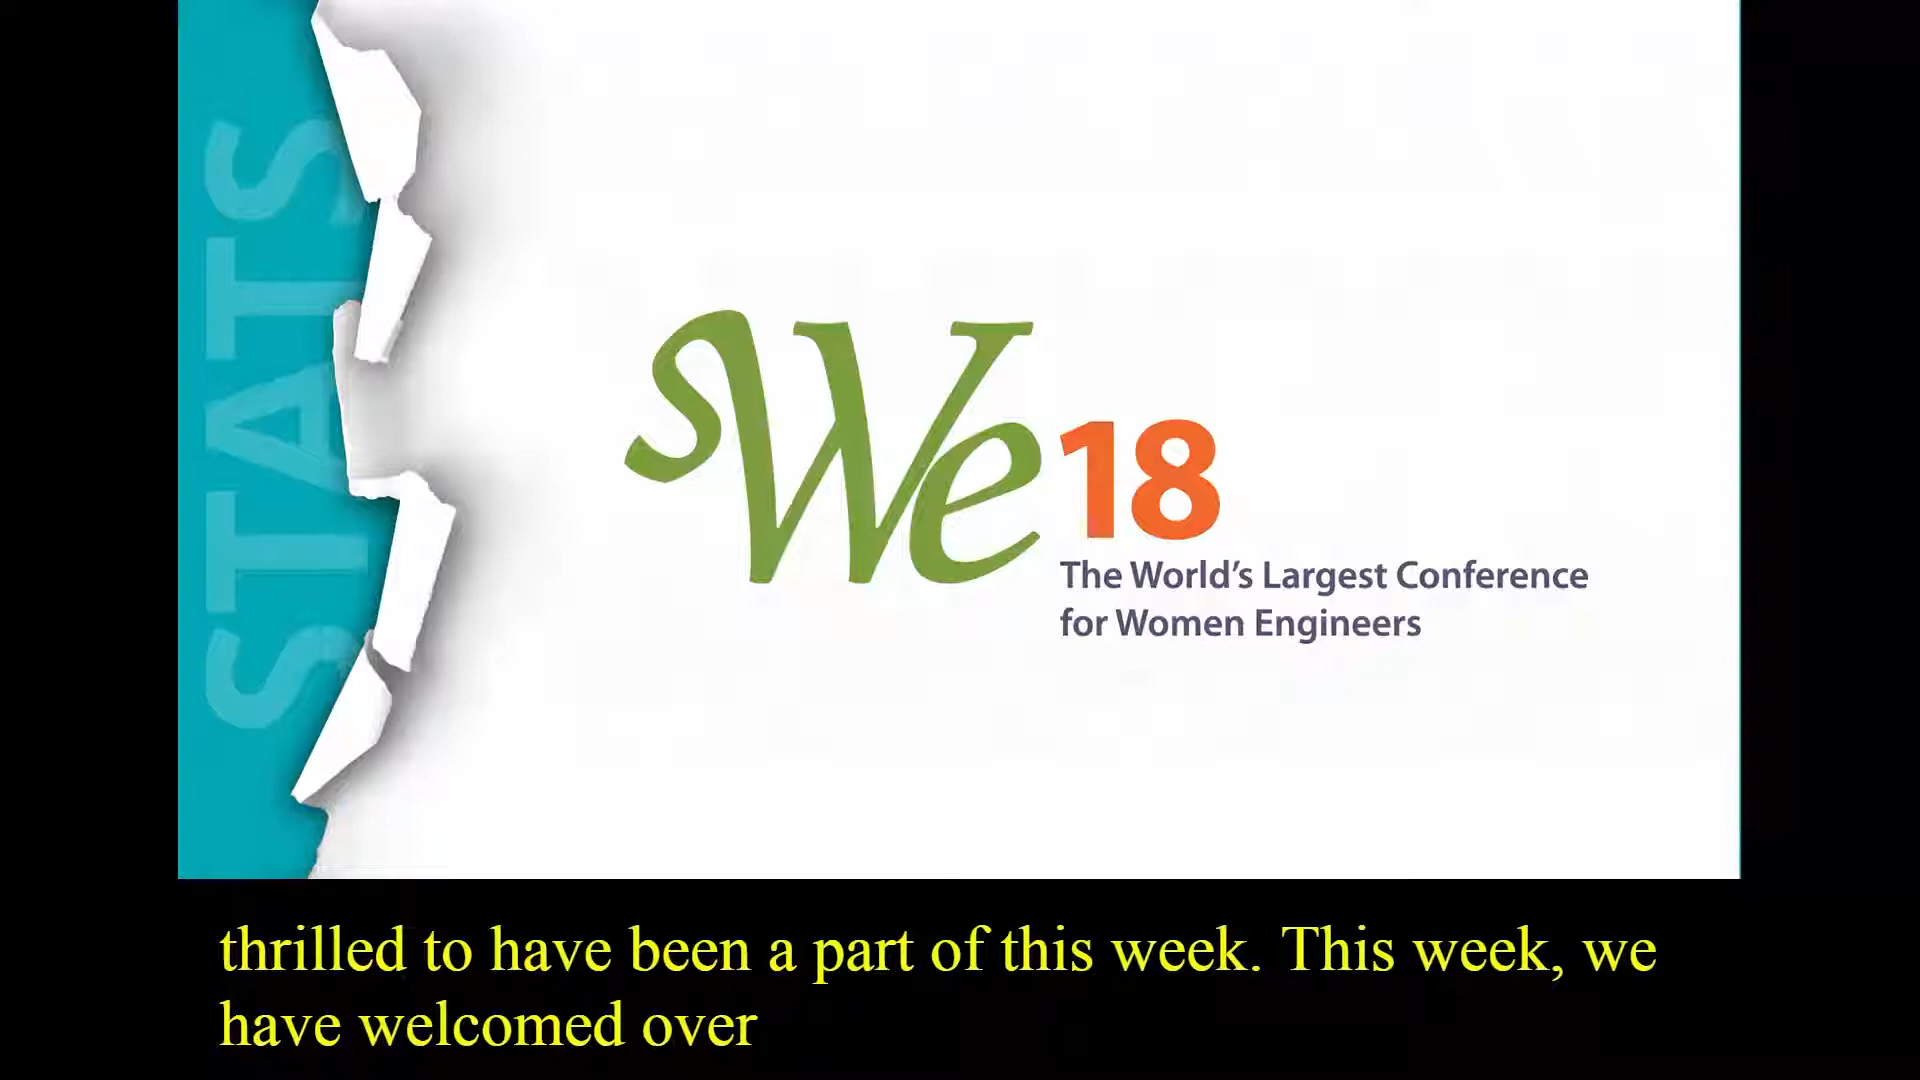 STATS
sWe18
The World's Largest Conference
for Women Engineers
thrilled to have been a part of this week. This week, we
have welcomed over